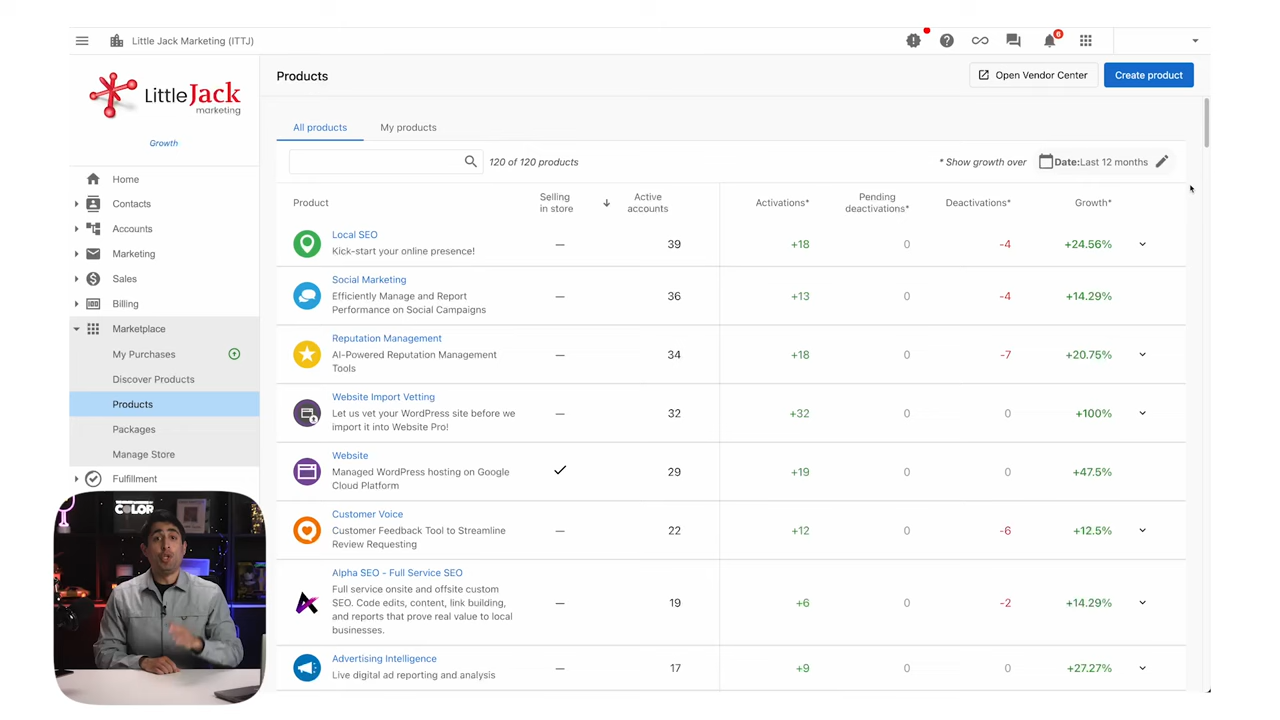 Little Jack Marketing (ITTJ)
6
LittleJack
marketing
Growth
Home
Contacts
Accounts
Marketing
Sales
Billing
Marketplace
My Purchases
Discover Products
Products
Packages
Manage Store
Fulfillment
Products
Open Vendor Center
Create product
All products
My products
120 of 120 products
* Show growth over
Date:Last 12 months
Product
Selling
in store
Active
accounts
Activations*
Pending
deactivations*
Deactivations*
Growth*
Local SEO
Kick-start your online presence!
— 39 +18 0 -4 +24.56%
Social Marketing
Efficiently Manage and Report
Performance on Social Campaigns
— 36 +13 0 -4 +14.29%
Reputation Management
AI-Powered Reputation Management
Tools
— 34 +18 0 -7 +20.75%
Website Import Vetting
Let us vet your WordPress site before we
import it into Website Pro!
— 32 +32 0 0 +100%
Website
Managed WordPress hosting on Google
Cloud Platform
29 +19 0 0 +47.5%
Customer Voice
Customer Feedback Tool to Streamline
Review Requesting
— 22 +12 0 -6 +12.5%
Alpha SEO - Full Service SEO
Full service onsite and offsite custom
SEO. Code edits, content, link building,
and reports that prove real value to local
businesses.
— 19 +6 0 -2 +14.29%
Advertising Intelligence
Live digital ad reporting and analysis
— 17 +9 0 0 +27.27%
COLOR